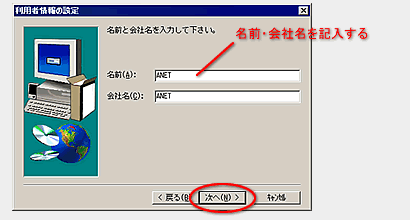 利用者情報の設定
名前と会社名を入力して下さい。
名前・会社名を記入する
名前(A): ANET
会社名(C): ANET
< 戻る(B) 次へ(N) > ｷｬﾝｾﾙ